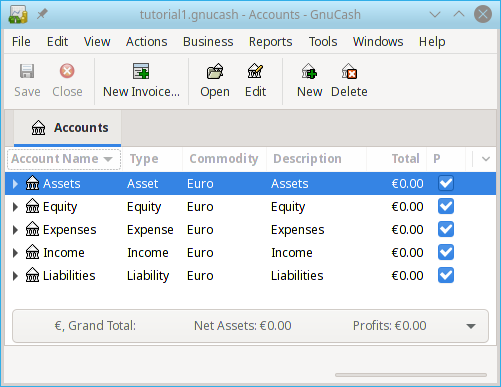 tutorial1.gnucash - Accounts - GnuCash
File Edit View Actions Business Reports Tools Windows Help
Save Close New Invoice... Open Edit New Delete
Accounts
Account Name Type Commodity Description Total P
Assets Asset Euro Assets €0.00
Equity Equity Euro Equity €0.00
Expenses Expense Euro Expenses €0.00
Income Income Euro Income €0.00
Liabilities Liability Euro Liabilities €0.00
€, Grand Total: Net Assets: €0.00 Profits: €0.00